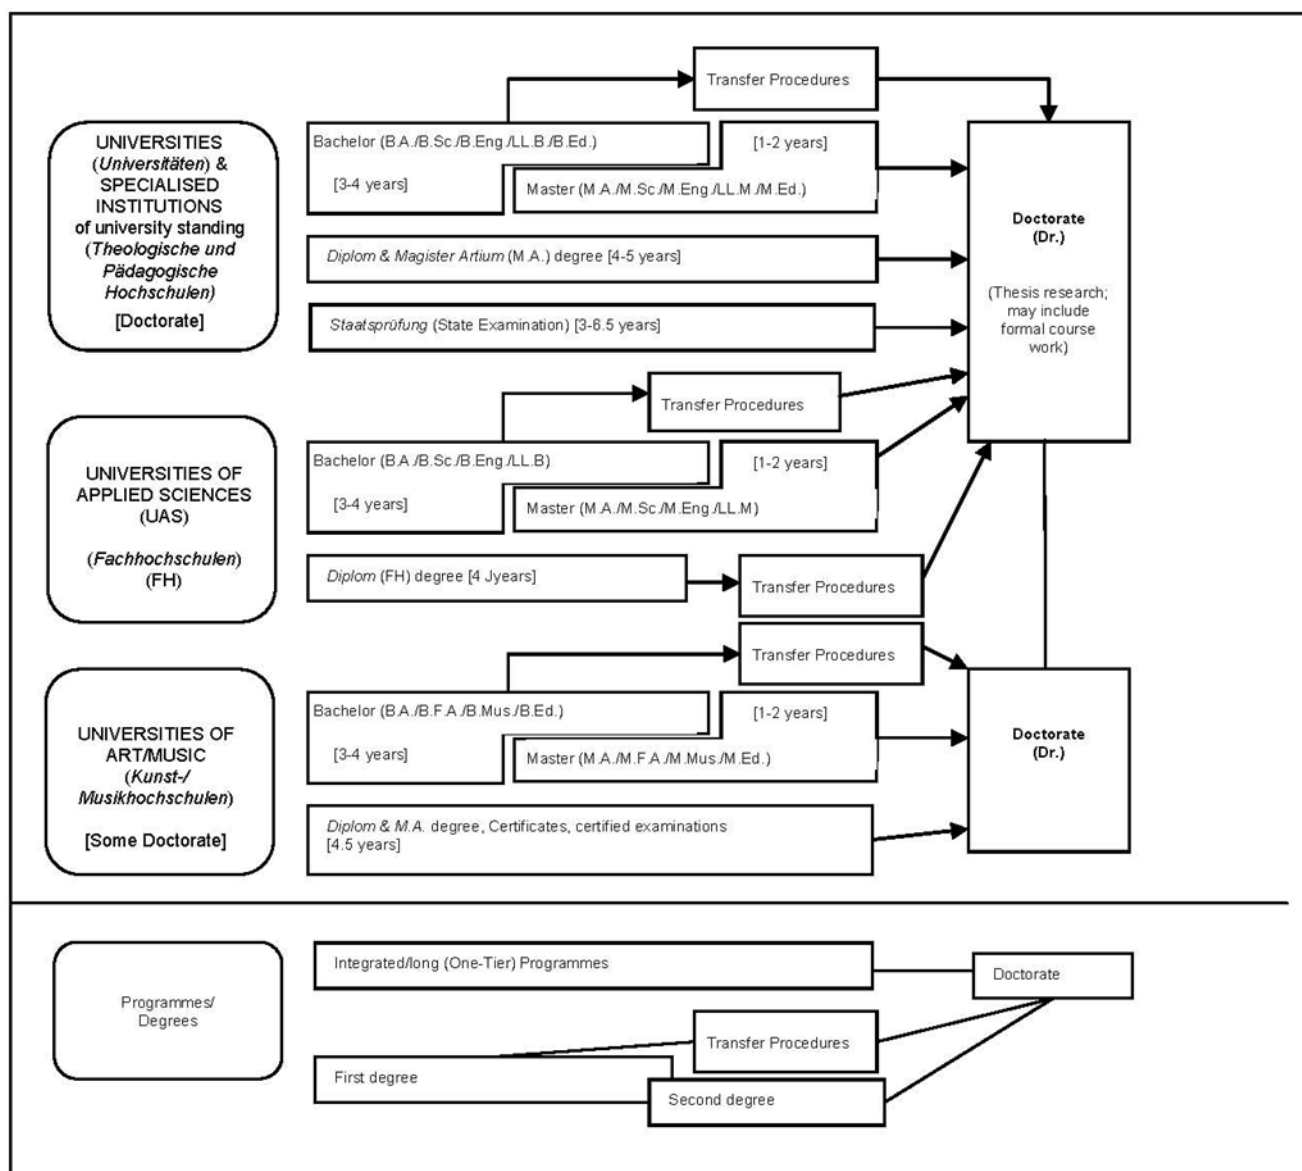 Transfer Procedures
UNIVERSITIES
(Universitäten) &
SPECIALISED
INSTITUTIONS
of university standing
(Theologische und
Pädagogische
Hochschulen)
[Doctorate]
Bachelor (B.A./B.Sc./B.Eng./LL.B./B.Ed.)
[1-2 years]
[3-4 years]
Master (M.A./M.Sc./M.Eng./LL.M./M.Ed.)
Diplom & Magister Artium (M.A.) degree [4-5 years]
Staatsprüfung (State Examination) [3-6.5 years]
Doctorate
(Dr.)
(Thesis research;
may include
formal course
work)
Transfer Procedures
UNIVERSITIES OF
APPLIED SCIENCES
(UAS)
(Fachhochschulen)
(FH)
Bachelor (B.A./B.Sc./B.Eng./LL.B)
[1-2 years]
[3-4 years]
Master (M.A./M.Sc./M.Eng./LL.M)
Diplom (FH) degree [4 Jyears]
Transfer Procedures
Transfer Procedures
UNIVERSITIES OF
ART/MUSIC
(Kunst-/
Musikhochschulen)
[Some Doctorate]
Bachelor (B.A./B.F.A./B.Mus./B.Ed.)
[1-2 years]
[3-4 years]
Master (M.A./M.F.A./M.Mus./M.Ed.)
Diplom & M.A. degree, Certificates, certified examinations
[4.5 years]
Doctorate
(Dr.)
Programmes/
Degrees
Integrated/long (One-Tier) Programmes
Doctorate
Transfer Procedures
First degree
Second degree